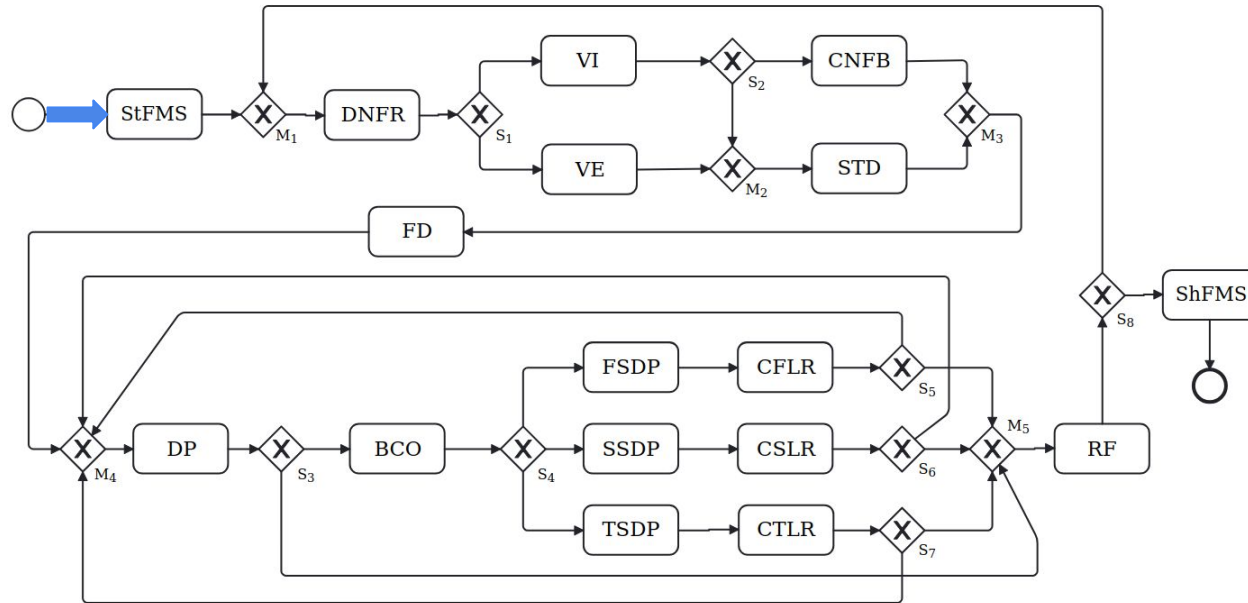 VI
CNFB
S2
StFMS
DNFR
M1
S1
M3
VE
STD
M2
FD
ShFMS
S8
FSDP
CFLR
S5
M5
DP
BCO
SSDP
CSLR
RF
M4
S3
S4
S6
TSDP
CTLR
S7